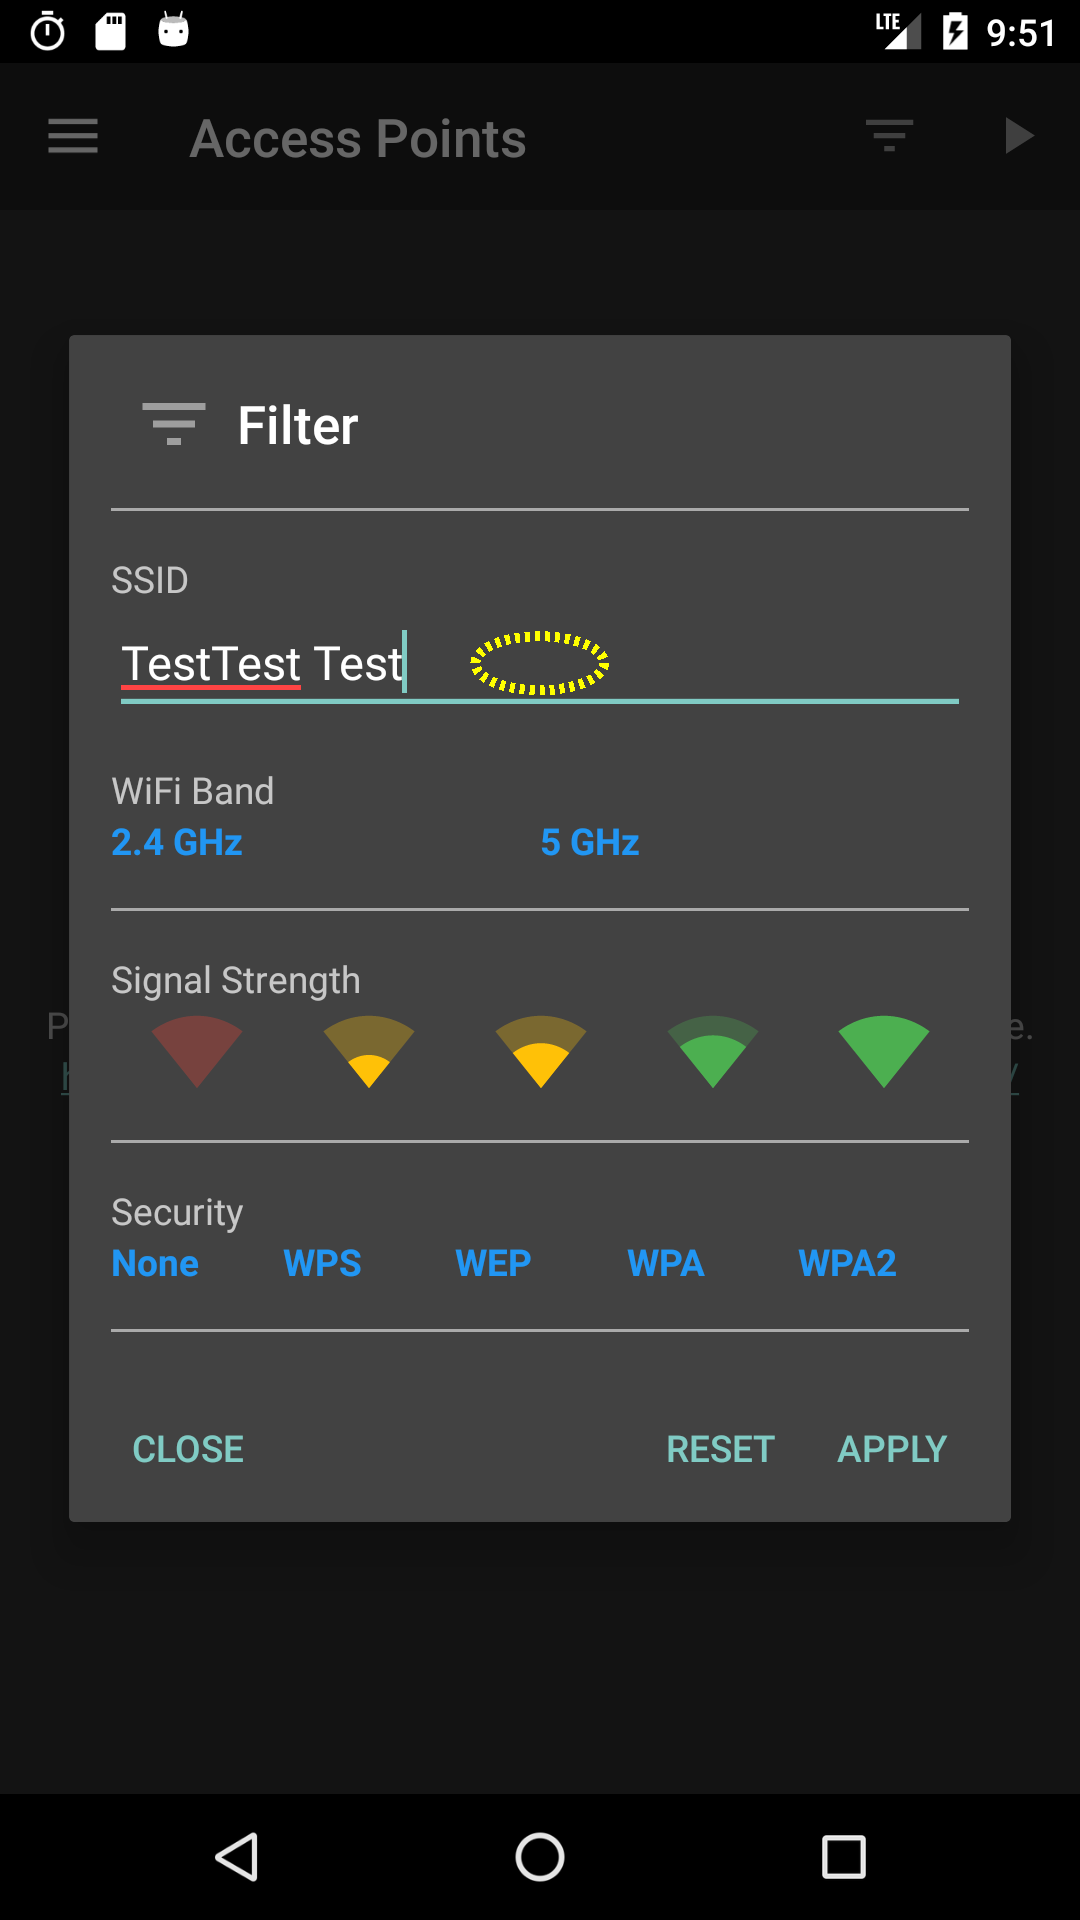 LTE 9:51
Access Points
Filter
SSID
TestTest Test
WiFi Band
2.4 GHz 5 GHz
Signal Strength
Security
None WPS WEP WPA WPA2
CLOSE RESET APPLY